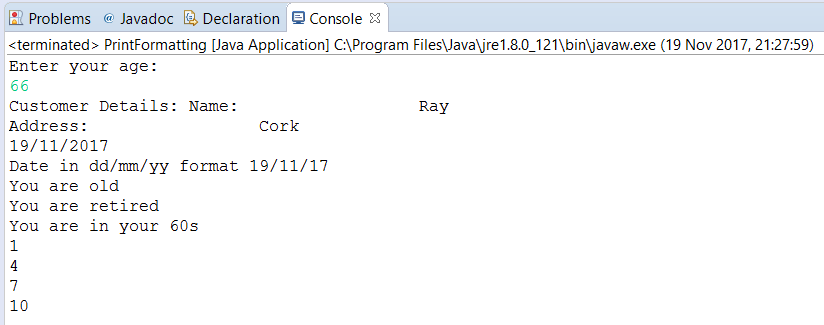 Problems @ Javadoc Declaration Console
<terminated> PrintFormatting [Java Application] C:\Program Files\Java\jre1.8.0_121\bin\javaw.exe (19 Nov 2017, 21:27:59)
Enter your age:
66
Customer Details: Name:                  Ray
Address:                 Cork
19/11/2017
Date in dd/mm/yy format 19/11/17
You are old
You are retired
You are in your 60s
1
4
7
10